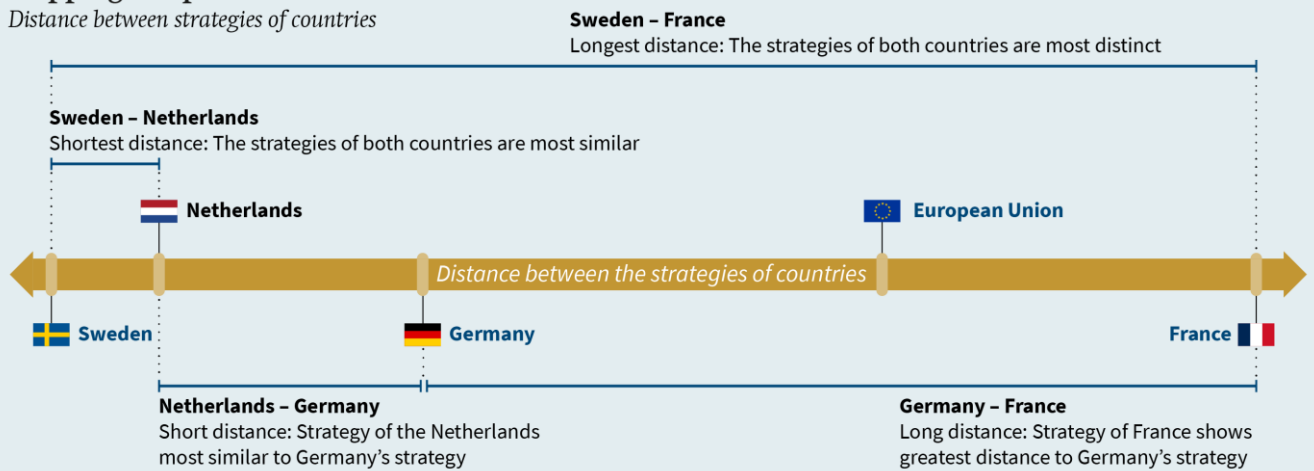 Distance between strategies of countries
Sweden – France
Longest distance: The strategies of both countries are most distinct
Sweden – Netherlands
Shortest distance: The strategies of both countries are most similar
Netherlands
European Union
Distance between the strategies of countries
Sweden
Germany
France
Netherlands – Germany
Short distance: Strategy of the Netherlands
most similar to Germany’s strategy
Germany – France
Long distance: Strategy of France shows
greatest distance to Germany’s strategy